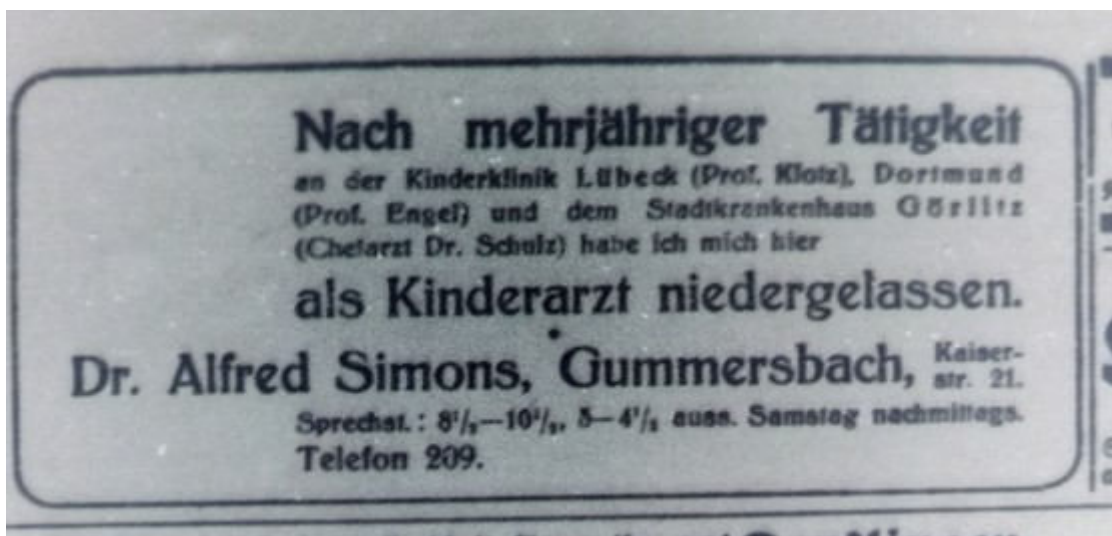 Nach mehrjähriger Tätigkeit
an der Kinderklinik Lübeck (Prof. Klotz), Dortmund
(Prof. Engel) und dem Stadtkrankenhaus Görlitz
(Chefarzt Dr. Schulz) habe ich mich hier
als Kinderarzt niedergelassen.
Dr. Alfred Simons, Gummersbach, Kaiser-
str. 21.
Sprechst.: 8¹/₂—10¹/₂, 3—4¹/₂ auss. Samstag nachmittags.
Telefon 209.